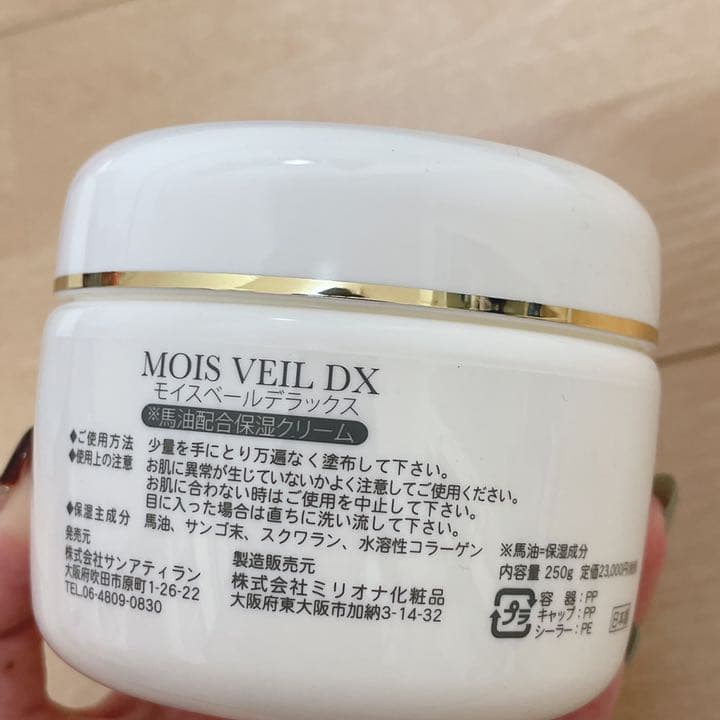 MOIS VEIL DX
モイスベールデラックス
※馬油配合保湿クリーム
◆ご使用方法 少量を手にとり万遍なく塗布して下さい。
◆使用上の注意 お肌に異常が生じていないかよく注意してご使用ください。
お肌に合わない時はご使用を中止して下さい。
目に入った場合は直ちに洗い流して下さい。
◆保湿主成分 馬油、サンゴ末、スクワラン、水溶性コラーゲン
発売元
株式会社サンアティラン
大阪府吹田市原町1-26-22
TEL.06-4809-0830
製造販売元
株式会社ミリオナ化粧品
大阪府東大阪市加納3-14-32
※馬油=保湿成分
内容量 250g 定価23,000円
プラ
容 器:PP
キャップ:PP
シーラー:PE
日本